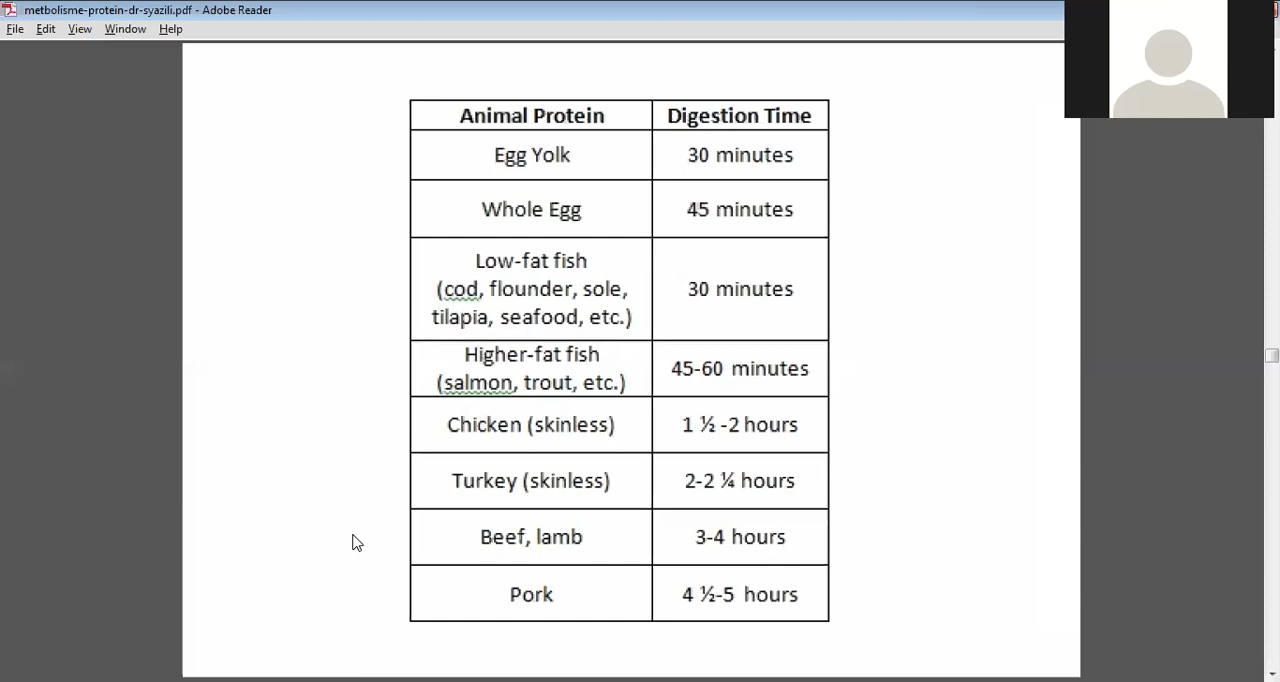 metbolisme-protein-dr-syazili.pdf - Adobe Reader
File Edit View Window Help
Animal Protein Digestion Time
Egg Yolk 30 minutes
Whole Egg 45 minutes
Low-fat fish
(cod, flounder, sole, 30 minutes
tilapia, seafood, etc.)
Higher-fat fish
(salmon, trout, etc.) 45-60 minutes
Chicken (skinless) 1 ½ -2 hours
Turkey (skinless) 2-2 ¼ hours
Beef, lamb 3-4 hours
Pork 4 ½-5 hours